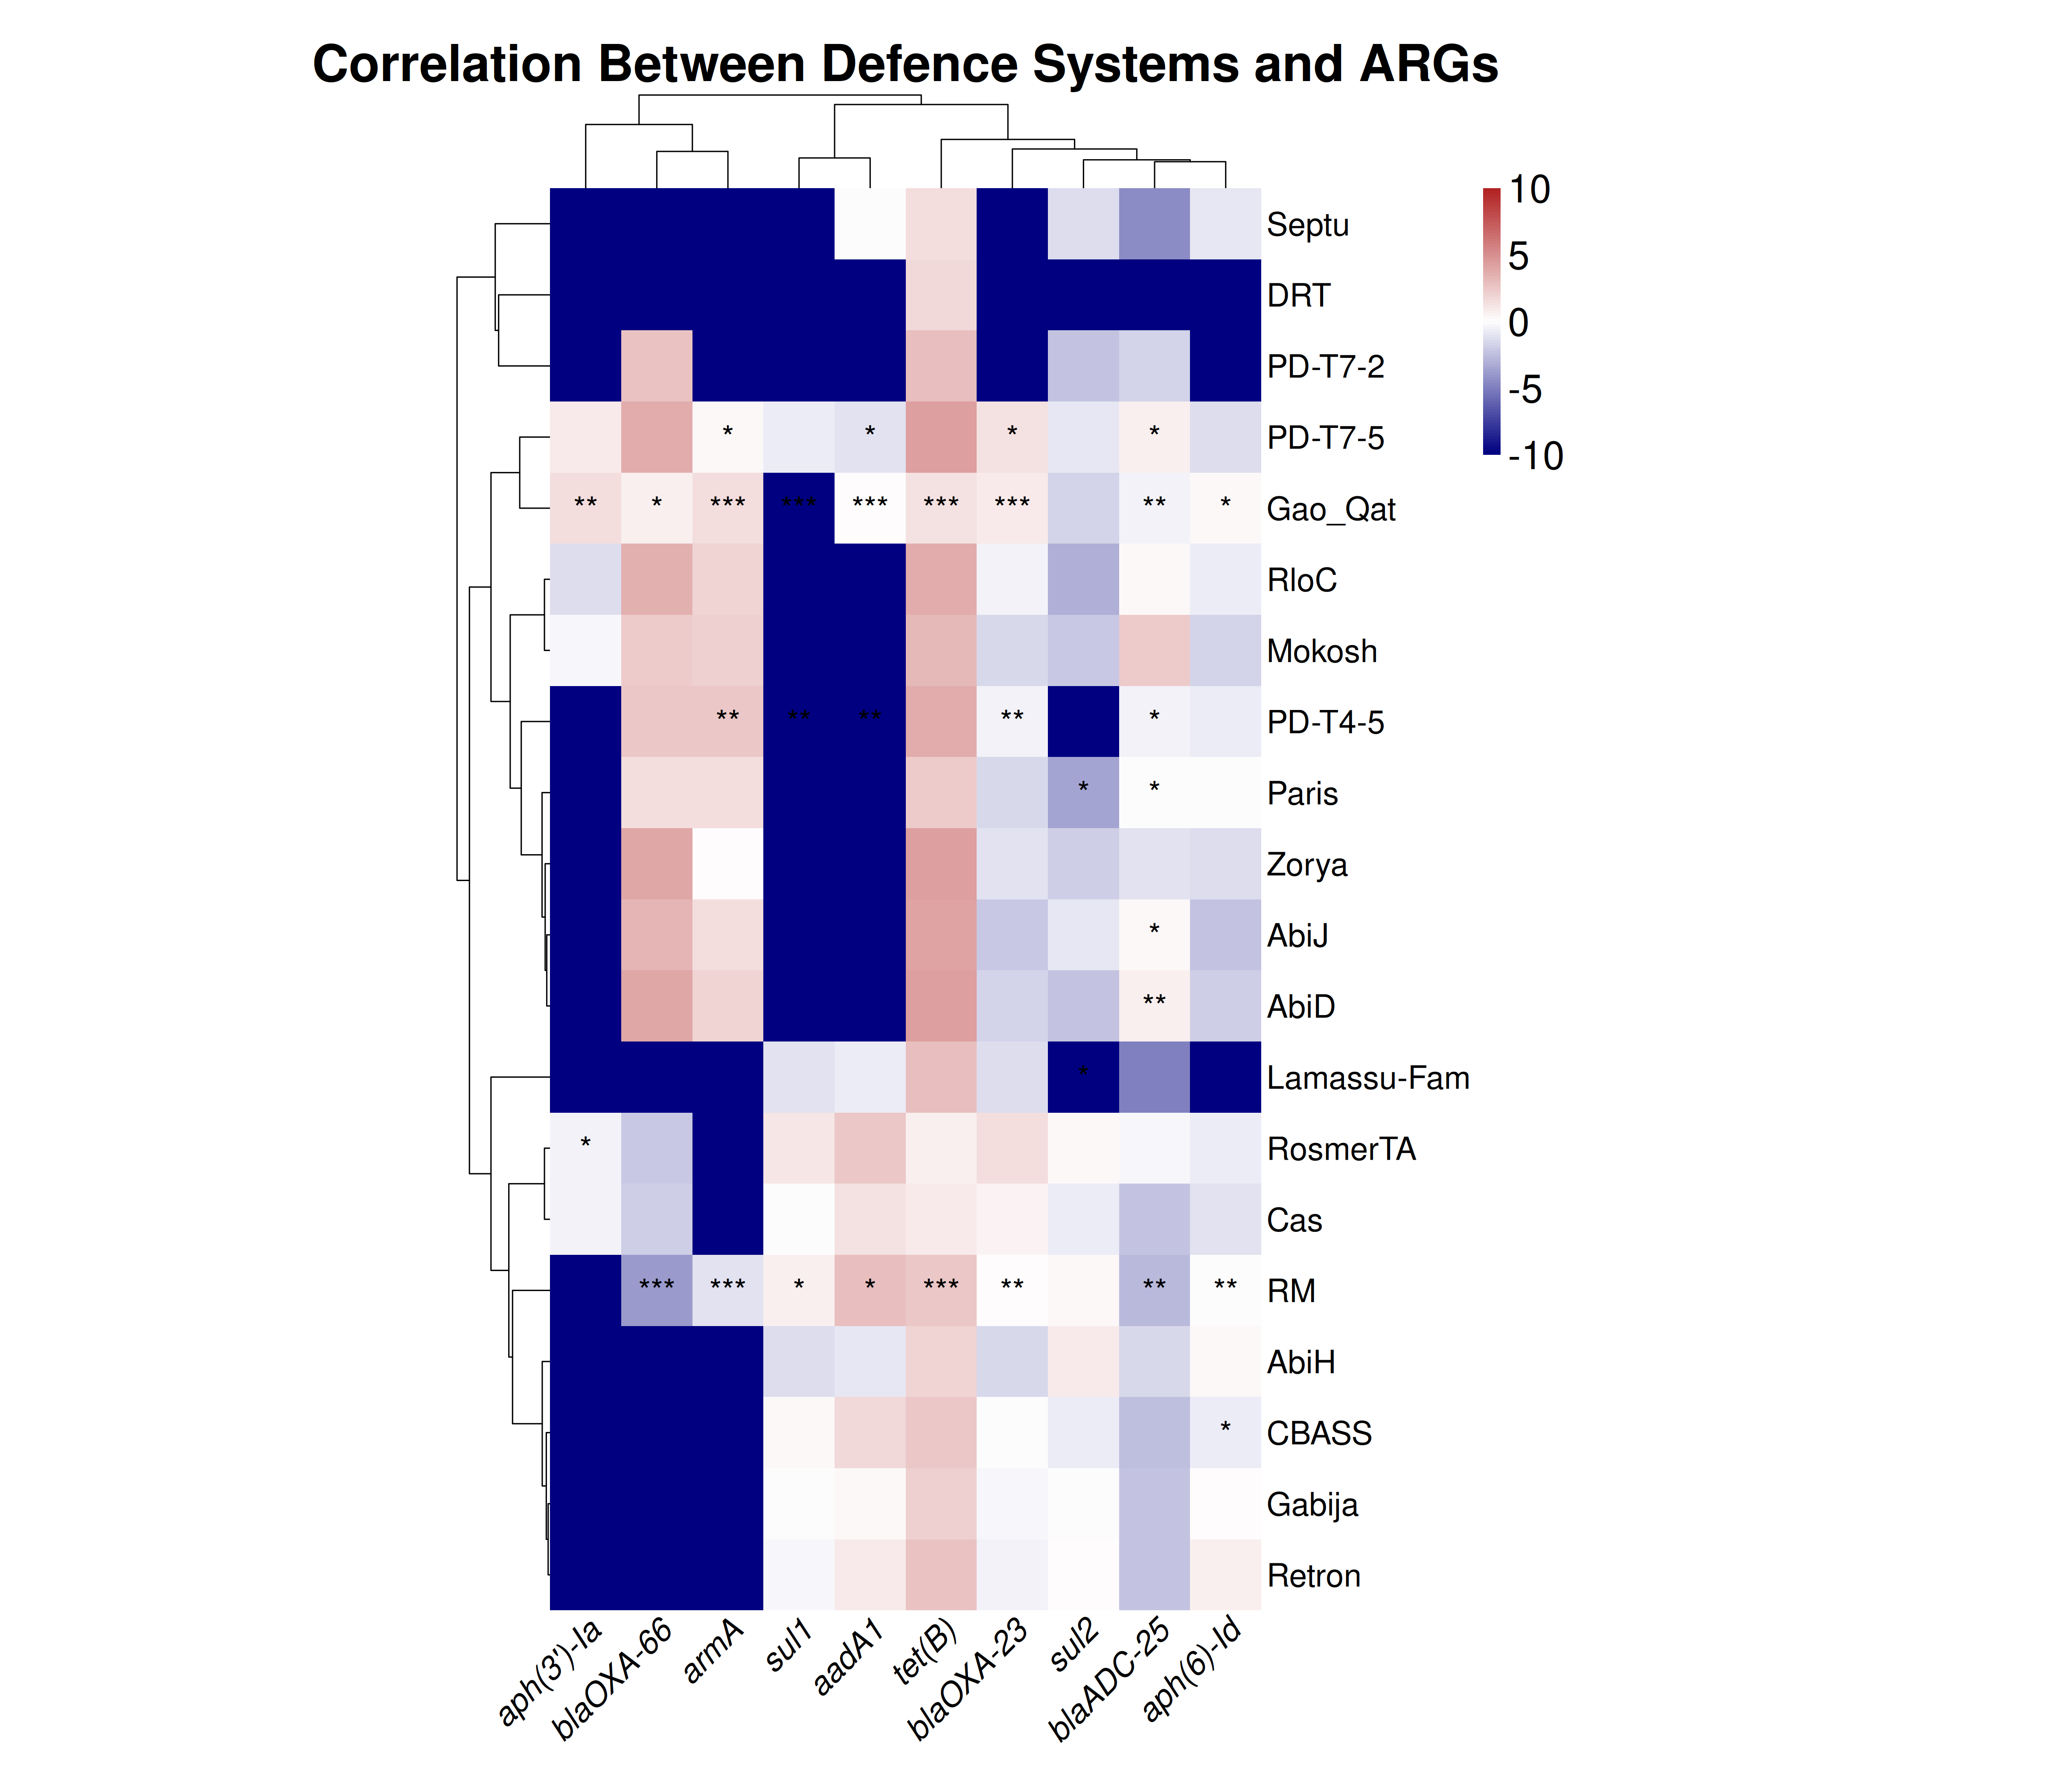 Correlation Between Defence Systems and ARGs
10
5
0
-5
-10
Septu
DRT
PD-T7-2
PD-T7-5
* * * *
Gao_Qat
** * *** *** *** *** *** ** *
RloC
Mokosh
PD-T4-5
** ** ** ** *
Paris
* *
Zorya
AbiJ
*
AbiD
**
Lamassu-Fam
*
RosmerTA
*
Cas
RM
*** *** * * *** ** ** **
AbiH
CBASS
*
Gabija
Retron
aph(3')-Ia
blaOXA-66
armA
sul1
aadA1
tet(B)
blaOXA-23
sul2
blaADC-25
aph(6)-Id